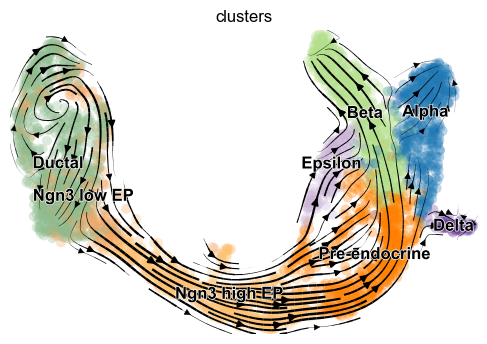 clusters
Beta
Alpha
Ductal
Epsilon
Ngn3 low EP
Delta
Pre-endocrine
Ngn3 high EP